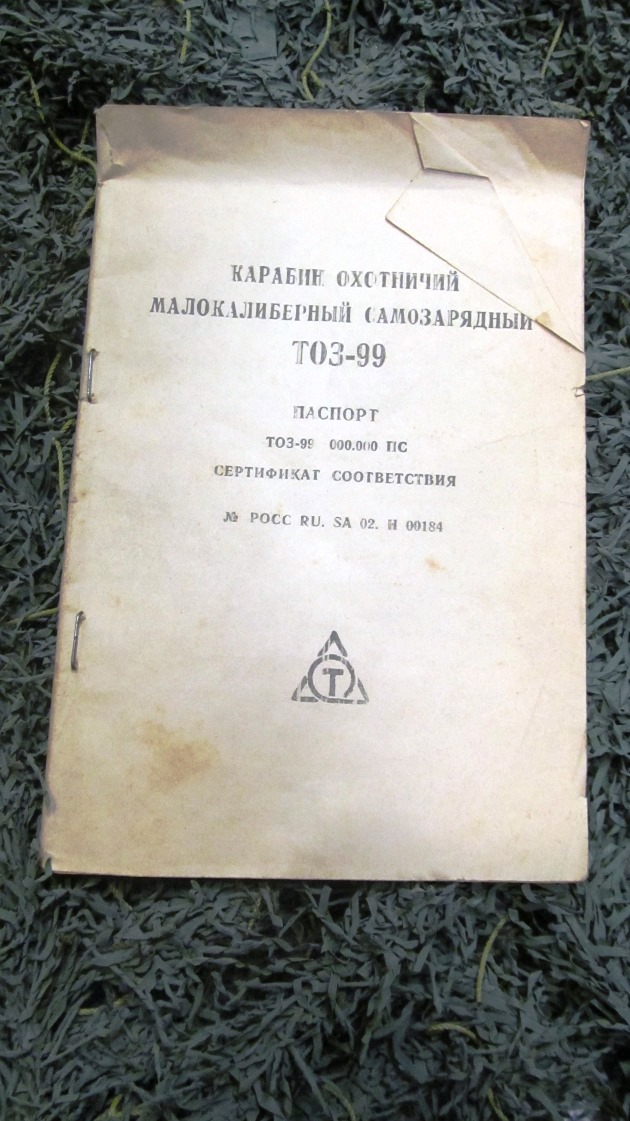 КАРАБИН ОХОТНИЧИЙ
МАЛОКАЛИБЕРНЫЙ САМОЗАРЯДНЫЙ
ТОЗ-99
ПАСПОРТ
ТОЗ-99 000.000 ПС
СЕРТИФИКАТ СООТВЕТСТВИЯ
№ РОСС RU. SA 02. Н 00184
Т